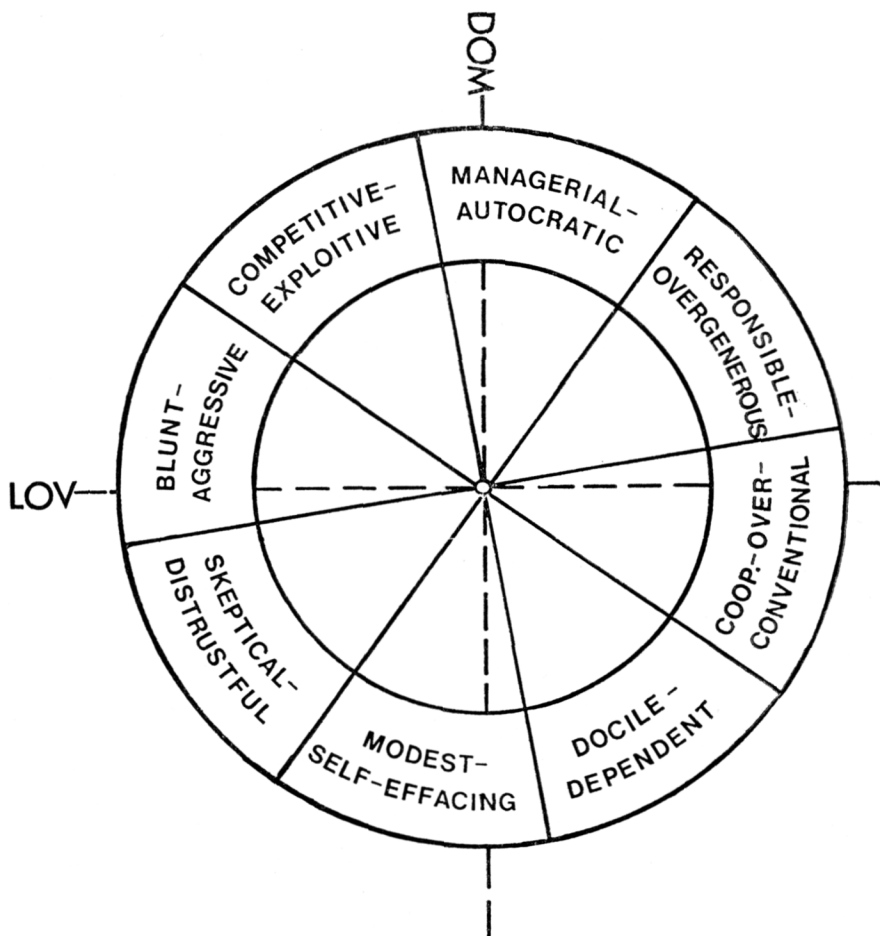 DOM
MANAGERIAL-
AUTOCRATIC
RESPONSIBLE-
OVERGENEROUS
COOP.-OVER-
CONVENTIONAL
DOCILE-
DEPENDENT
MODEST-
SELF-EFFACING
SKEPTICAL-
DISTRUSTFUL
BLUNT-
AGGRESSIVE
COMPETITIVE-
EXPLOITIVE
LOV